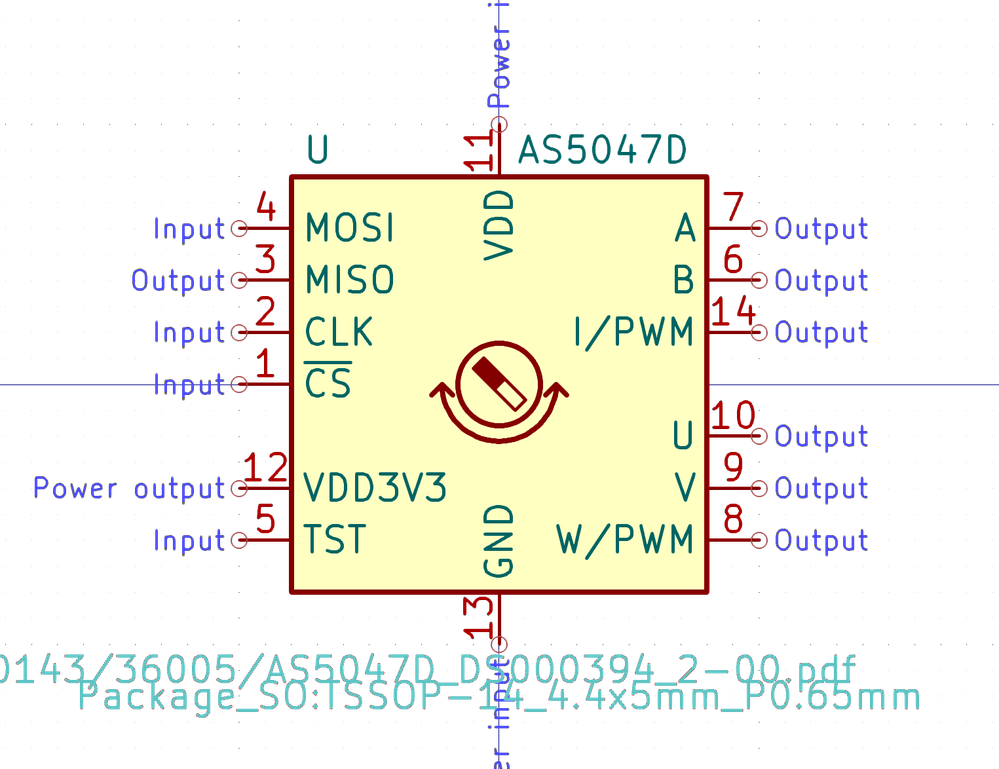 Power i
U
11
AS5047D
VDD
Input 4 MOSI
A 7 Output
Output 3 MISO
B 6 Output
Input 2 CLK
I/PWM 14 Output
Input 1 CS
U 10 Output
Power output 12 VDD3V3
V 9 Output
Input 5 TST
W/PWM 8 Output
GND
13
0143/36005/AS5047D_DS000394_2-00.pdf
Package_SO:TSSOP-14_4.4x5mm_P0.65mm
er input